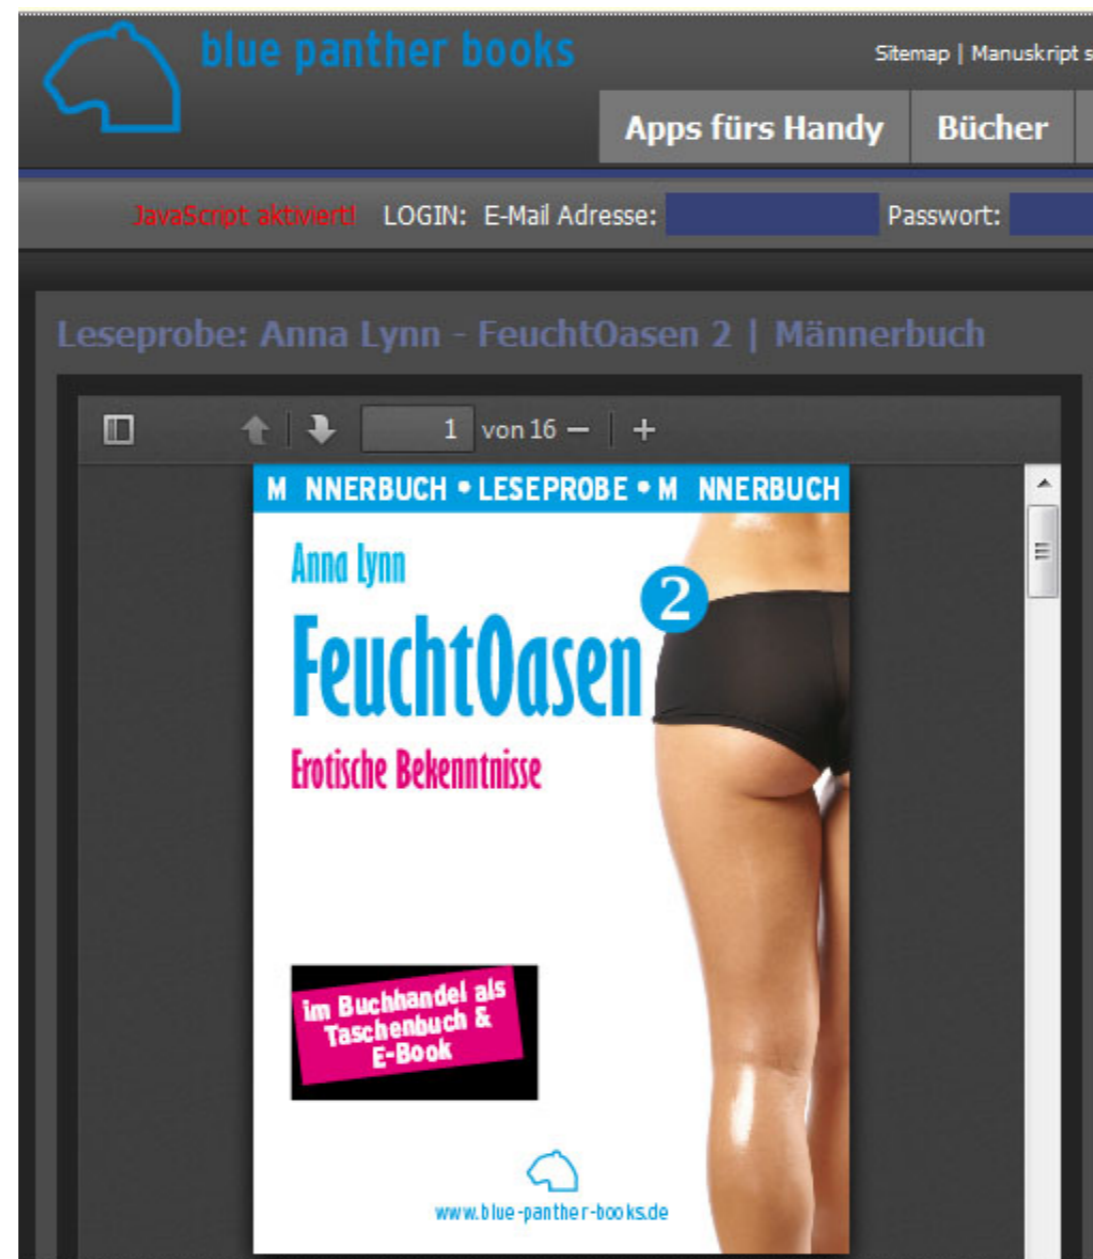 blue panther books
Sitemap | Manuskript s
Apps fürs Handy Bücher
JavaScript aktiviert! LOGIN: E-Mail Adresse: Passwort:
Leseprobe: Anna Lynn - FeuchtOasen 2 | Männerbuch
1 von 16
M NNERBUCH • LESEPROBE • M NNERBUCH
Anna Lynn
FeuchtOasen 2
Erotische Bekenntnisse
im Buchhandel als
Taschenbuch &
E-Book
www.blue-panther-books.de